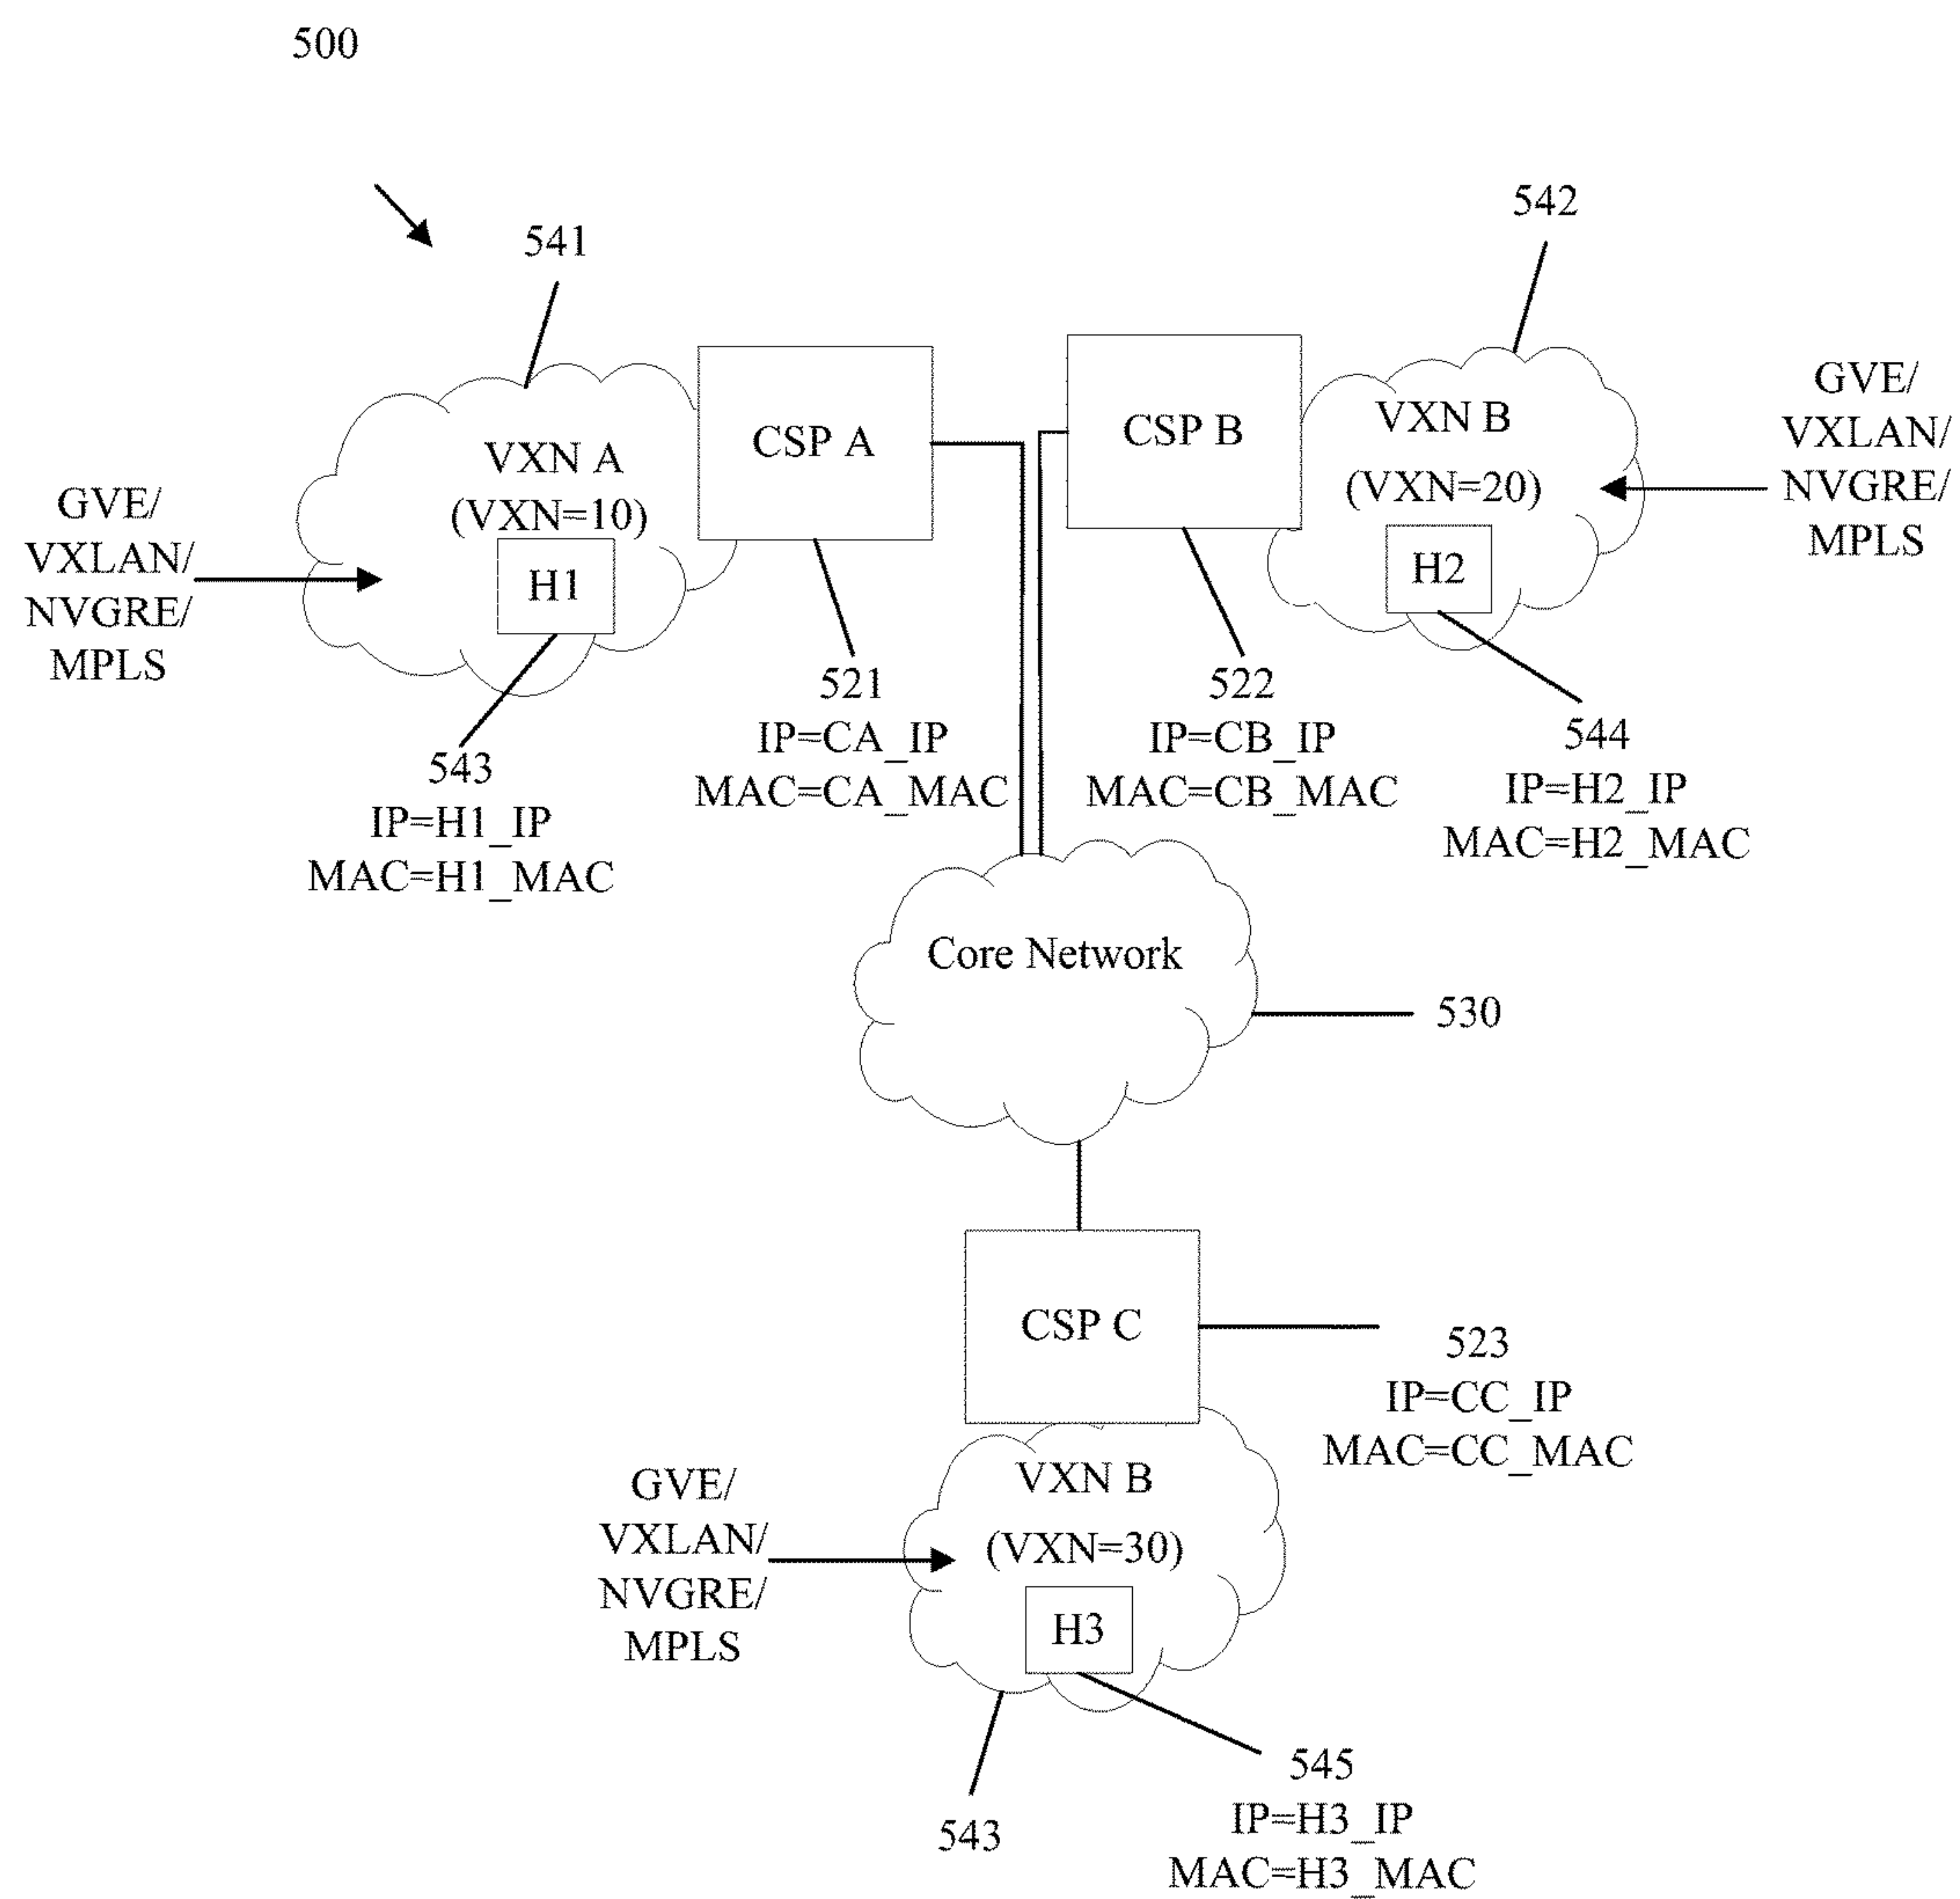 500
541
542
GVE/
VXLAN/
NVGRE/
MPLS
VXN A
(VXN=10)
H1
CSP A
CSP B
VXN B
(VXN=20)
H2
GVE/
VXLAN/
NVGRE/
MPLS
543
IP=H1_IP
MAC=H1_MAC
521
IP=CA_IP
MAC=CA_MAC
522
IP=CB_IP
MAC=CB_MAC
544
IP=H2_IP
MAC=H2_MAC
Core Network
530
CSP C
523
IP=CC_IP
MAC=CC_MAC
GVE/
VXLAN/
NVGRE/
MPLS
VXN B
(VXN=30)
H3
543
545
IP=H3_IP
MAC=H3_MAC